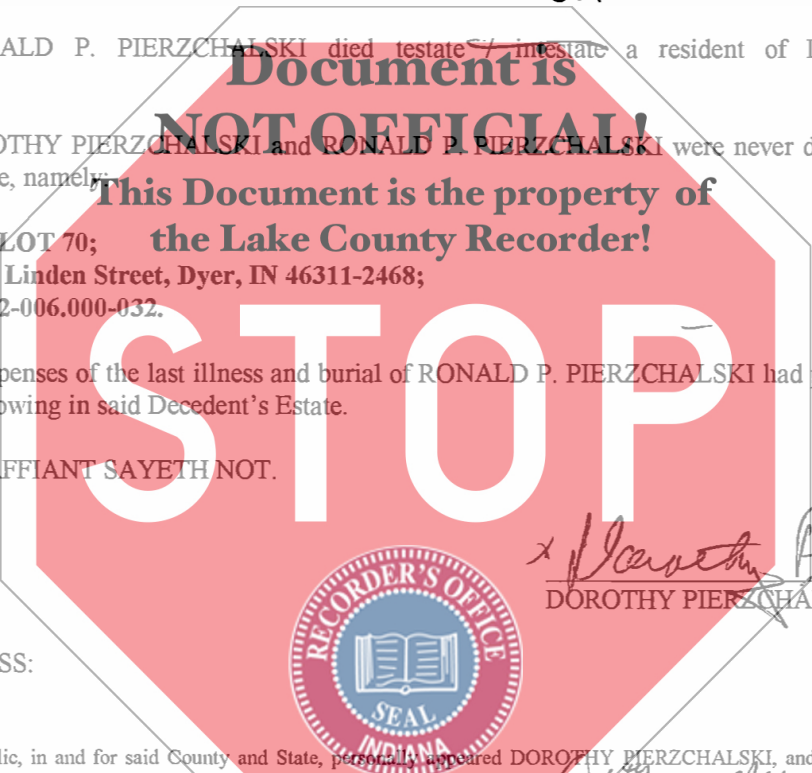 ALD P. PIERZCHALSKI died testate / intestate a resident of
Document is
NOT OFFICIAL!
OTHY PIERZCHALSKI and RONALD P. PIERZCHALSKI were never d
e, namely:
This Document is the property of
LOT 70;
the Lake County Recorder!
Linden Street, Dyer, IN 46311-2468;
2-006.000-032.
STOP
penses of the last illness and burial of RONALD P. PIERZCHALSKI had
owing in said Decedent's Estate.
FFIANT SAYETH NOT.
x Dorothy
DOROTHY PIERZCHA
RECORDER'S OFFICE
SEAL
INDIANA
SS:
lic, in and for said County and State, personally appeared DOROTHY PIERZCHALSKI, and